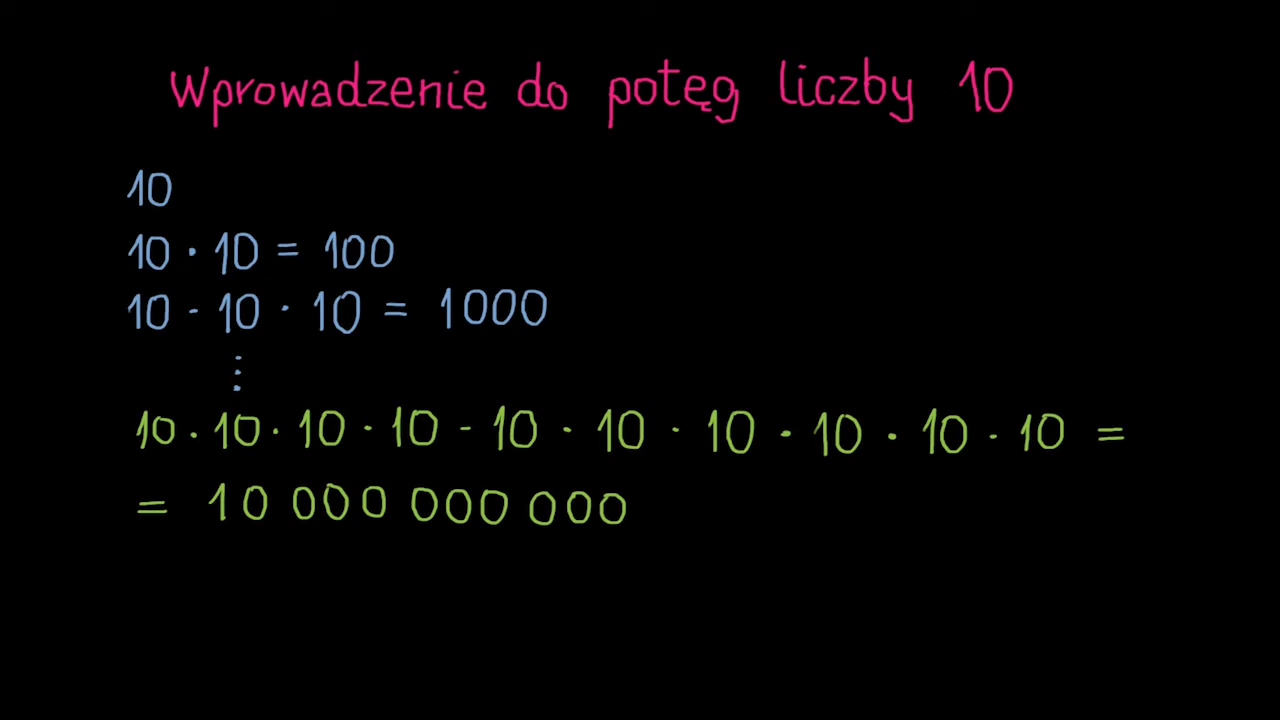 Wprowadzenie do potęg liczby 10
10
10 · 10 = 100
10 · 10 · 10 = 1000
⋮
10 · 10 · 10 · 10 · 10 · 10 · 10 · 10 · 10 · 10 =
= 10 000 000 000